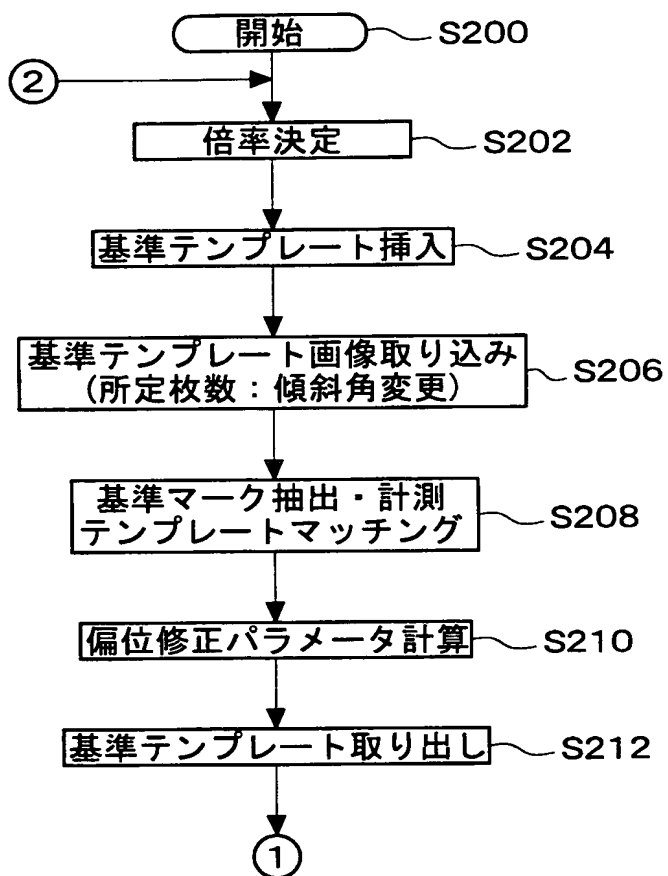 開始
S200
②
倍率決定
S202
基準テンプレート挿入
S204
基準テンプレート画像取り込み
(所定枚数：傾斜角変更)
S206
基準マーク抽出・計測
テンプレートマッチング
S208
偏位修正パラメータ計算
S210
基準テンプレート取り出し
S212
①